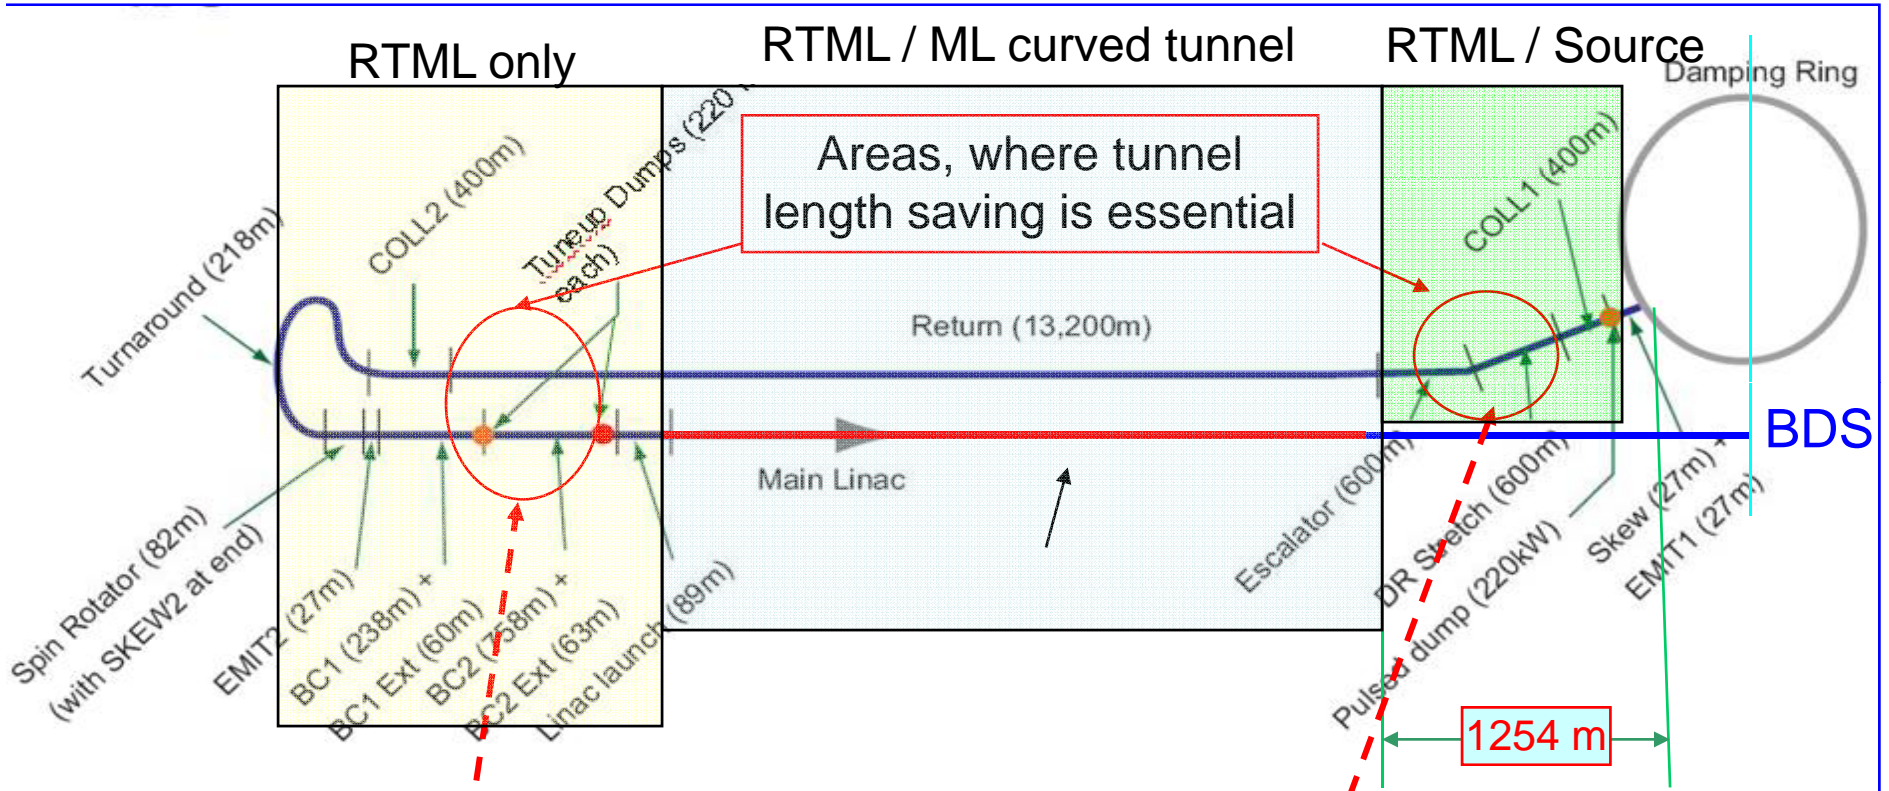 RTML only
RTML / ML curved tunnel
RTML / Source
Damping Ring
Areas, where tunnel
length saving is essential
Turnaround (218m)
COLL2 (400m)
Tuneup Dumps (220
each)
COLL1 (400m)
Return (13,200m)
BDS
Main Linac
Spin Rotator (82m)
(with SKEW2 at end)
EMIT2 (27m)
BC1 (238m) +
BC1 Ext (60m)
BC2 (758m) +
BC2 Ext (63m)
Linac launch (89m)
Escalator (600m)
DR Stretch (600m)
Pulsed dump (220kW)
Skew (27m) +
EMIT1 (27m)
1254 m